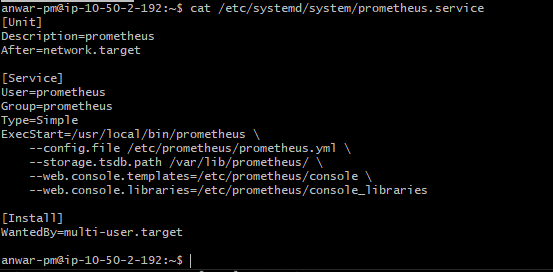 anwar-pm@ip-10-50-2-192:~$ cat /etc/systemd/system/prometheus.service
[Unit]
Description=prometheus
After=network.target

[Service]
User=prometheus
Group=prometheus
Type=Simple
ExecStart=/usr/local/bin/prometheus \
    --config.file /etc/prometheus/prometheus.yml \
    --storage.tsdb.path /var/lib/prometheus/ \
    --web.console.templates=/etc/prometheus/console \
    --web.console.libraries=/etc/prometheus/console_libraries

[Install]
WantedBy=multi-user.target

anwar-pm@ip-10-50-2-192:~$